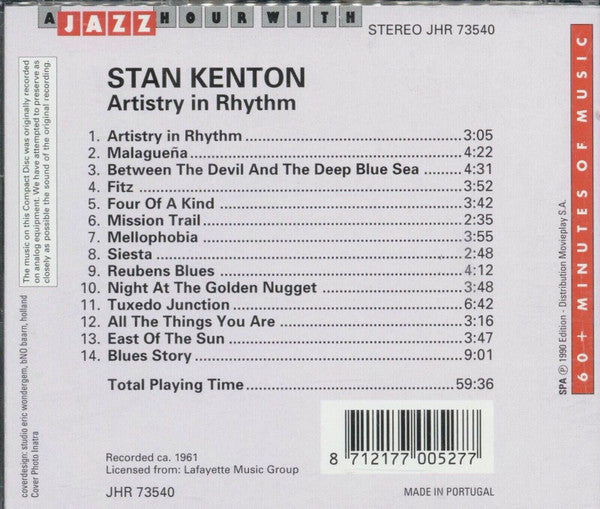 A JAZZ HOUR WITH
STEREO JHR 73540
STAN KENTON
Artistry in Rhythm
1. Artistry in Rhythm 3:05
2. Malagueña 4:22
3. Between The Devil And The Deep Blue Sea 4:31
4. Fitz 3:52
5. Four Of A Kind 3:42
6. Mission Trail 2:35
7. Mellophobia 3:55
8. Siesta 2:48
9. Reubens Blues 4:12
10. Night At The Golden Nugget 3:48
11. Tuxedo Junction 6:42
12. All The Things You Are 3:16
13. East Of The Sun 3:47
14. Blues Story 9:01
Total Playing Time 59:36
Recorded ca. 1961
Licensed from: Lafayette Music Group
JHR 73540
8 712177 005277
MADE IN PORTUGAL
The music on this Compact Disc was originally recorded
on analog equipment. We have attempted to preserve as
closely as possible the sound of the original recording.
coverdesign: studio eric wondergem, bNO baarn, holland
Cover Photo Inatra
SPA ℗ 1990 Edition - Distribution Movieplay S.A.
60+ MINUTES OF MUSIC